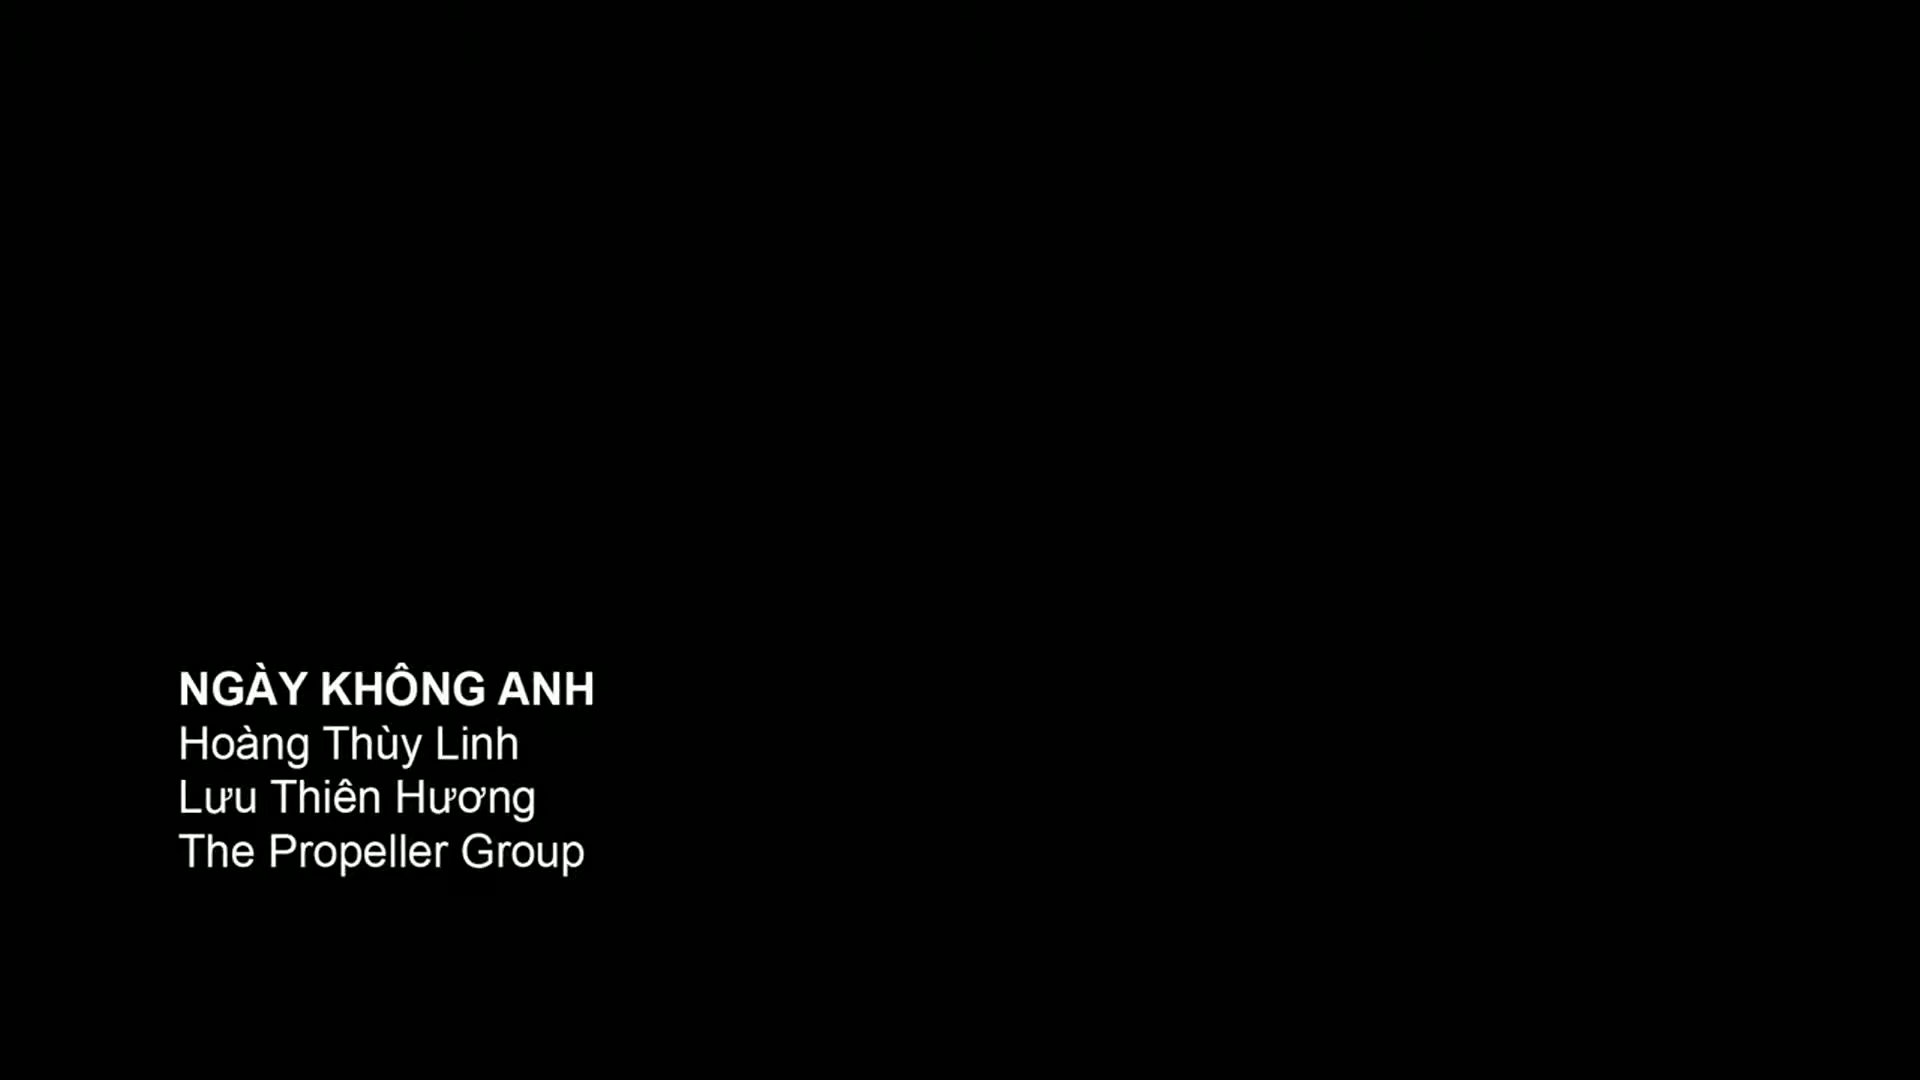 NGÀY KHÔNG ANH
Hoàng Thùy Linh
Lưu Thiên Hương
The Propeller Group